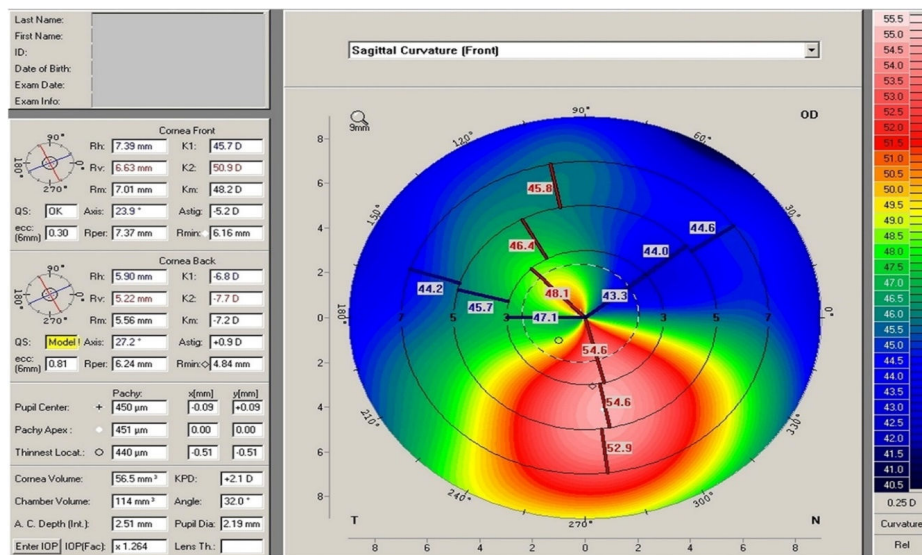 Last Name:
First Name:
ID:
Date of Birth:
Exam Date:
Exam Info:
Cornea Front
90°
180°
0°
270°
Rh: 7.39 mm K1: 45.7 D
Rv: 6.63 mm K2: 50.9 D
Rm: 7.01 mm Km: 48.2 D
QS: OK Axis: 23.9 ° Astig: -5.2 D
ecc: (6mm) 0.30 Rper: 7.37 mm Rmin: 6.16 mm
Cornea Back
90°
180°
0°
270°
Rh: 5.90 mm K1: -6.8 D
Rv: 5.22 mm K2: -7.7 D
Rm: 5.56 mm Km: -7.2 D
QS: Model ! Axis: 27.2 ° Astig: +0.9 D
ecc: (6mm) 0.81 Rper: 6.24 mm Rmin: 4.84 mm
Pachy: x[mm] y[mm]
Pupil Center: + 450 µm -0.09 +0.09
Pachy Apex : 451 µm 0.00 0.00
Thinnest Locat.: O 440 µm -0.51 -0.51
Cornea Volume: 56.5 mm³ KPD: +2.1 D
Chamber Volume: 114 mm³ Angle: 32.0 °
A. C. Depth (Int.): 2.51 mm Pupil Dia: 2.19 mm
Enter IOP IOP(Fac): x 1.264 Lens Th.:
Sagittal Curvature (Front)
9mm
OD
90°
120°
60°
150°
30°
180°
0°
210°
330°
240°
300°
270°
8
6
4
2
0
2
4
6
8
45.8
46.4
48.1
44.6
44.0
43.3
44.2
45.7
47.1
7 5 3 3 5 7
54.6
54.6
52.9
T
N
8 6 4 2 0 2 4 6 8
55.5
55.0
54.5
54.0
53.5
53.0
52.5
52.0
51.5
51.0
50.5
50.0
49.5
49.0
48.5
48.0
47.5
47.0
46.5
46.0
45.5
45.0
44.5
44.0
43.5
43.0
42.5
42.0
41.5
41.0
40.5
0.25 D
Curvature
Rel